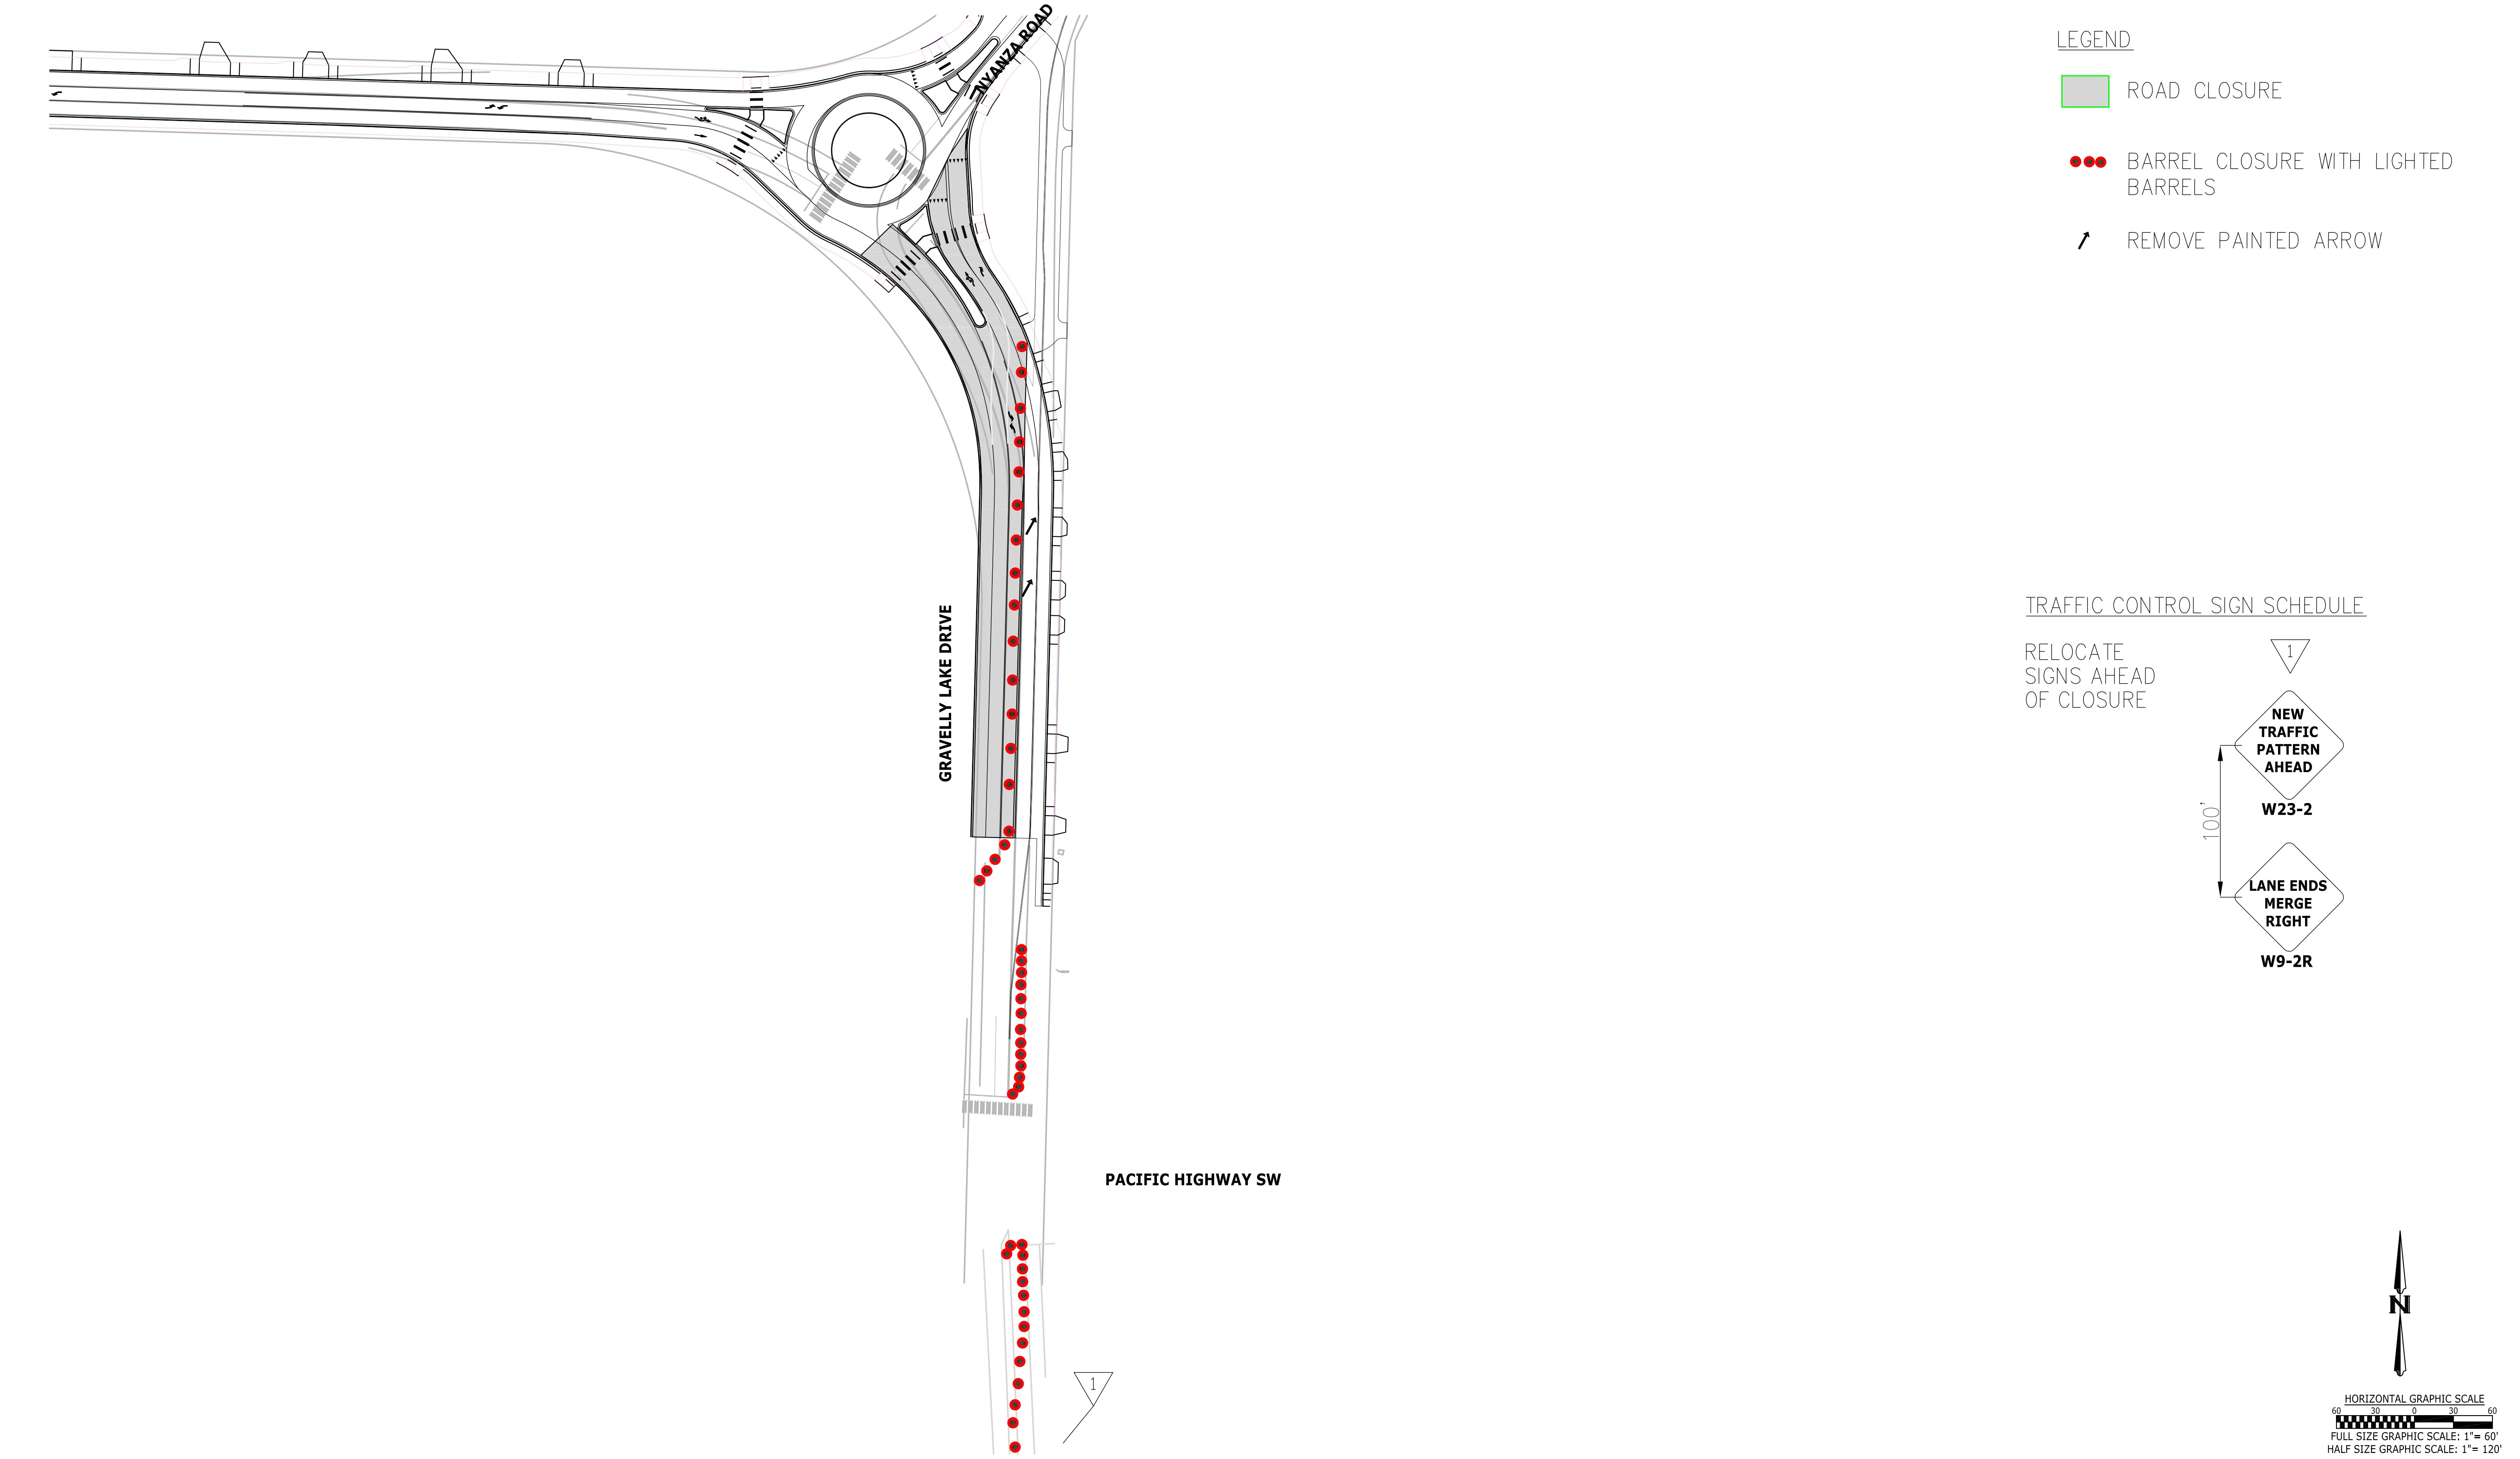 NYANZA ROAD
LEGEND
ROAD CLOSURE
BARREL CLOSURE WITH LIGHTED
BARRELS
REMOVE PAINTED ARROW
GRAVELLY LAKE DRIVE
TRAFFIC CONTROL SIGN SCHEDULE
RELOCATE
SIGNS AHEAD
OF CLOSURE
1
NEW
TRAFFIC
PATTERN
AHEAD
W23-2
100'
LANE ENDS
MERGE
RIGHT
W9-2R
PACIFIC HIGHWAY SW
1
N
HORIZONTAL GRAPHIC SCALE
60 30 0 30 60
FULL SIZE GRAPHIC SCALE: 1"= 60'
HALF SIZE GRAPHIC SCALE: 1"= 120'